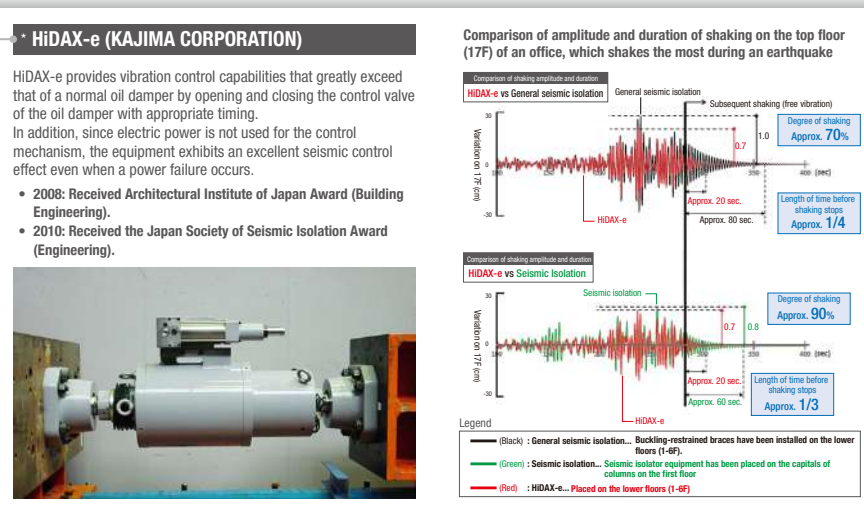 * HiDAX-e (KAJIMA CORPORATION)
HiDAX-e provides vibration control capabilities that greatly exceed
that of a normal oil damper by opening and closing the control valve
of the oil damper with appropriate timing.
In addition, since electric power is not used for the control
mechanism, the equipment exhibits an excellent seismic control
effect even when a power failure occurs.
• 2008: Received Architectural Institute of Japan Award (Building
Engineering).
• 2010: Received the Japan Society of Seismic Isolation Award
(Engineering).
Comparison of amplitude and duration of shaking on the top floor
(17F) of an office, which shakes the most during an earthquake
Comparison of shaking amplitude and duration
HiDAX-e vs General seismic isolation
General seismic isolation
Subsequent shaking (free vibration)
Variation on 17F (cm)
30
0
-30
350
400 (sec)
0.7
1.0
Approx. 20 sec.
Approx. 80 sec.
HiDAX-e
Degree of shaking
Approx. 70%
Length of time before
shaking stops
Approx. 1/4
Comparison of shaking amplitude and duration
HiDAX-e vs Seismic Isolation
Seismic isolation
Variation on 17F (cm)
30
0
-30
350
400 (sec)
0.7
0.8
Approx. 20 sec.
Approx. 60 sec.
HiDAX-e
Degree of shaking
Approx. 90%
Length of time before
shaking stops
Approx. 1/3
Legend
(Black) : General seismic isolation... Buckling-restrained braces have been installed on the lower
floors (1-6F).
(Green) : Seismic isolation... Seismic isolator equipment has been placed on the capitals of
columns on the first floor
(Red) : HiDAX-e... Placed on the lower floors (1-6F)